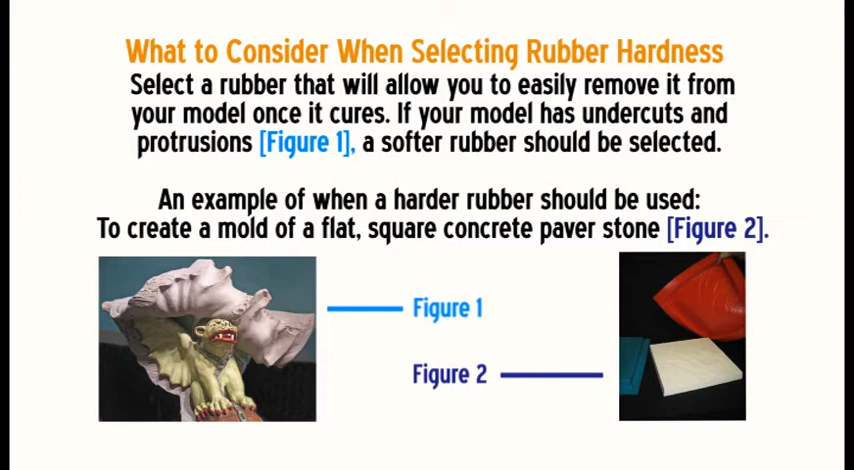 What to Consider When Selecting Rubber Hardness
Select a rubber that will allow you to easily remove it from
your model once it cures. If your model has undercuts and
protrusions [Figure 1], a softer rubber should be selected.
An example of when a harder rubber should be used:
To create a mold of a flat, square concrete paver stone [Figure 2].
Figure 1
Figure 2